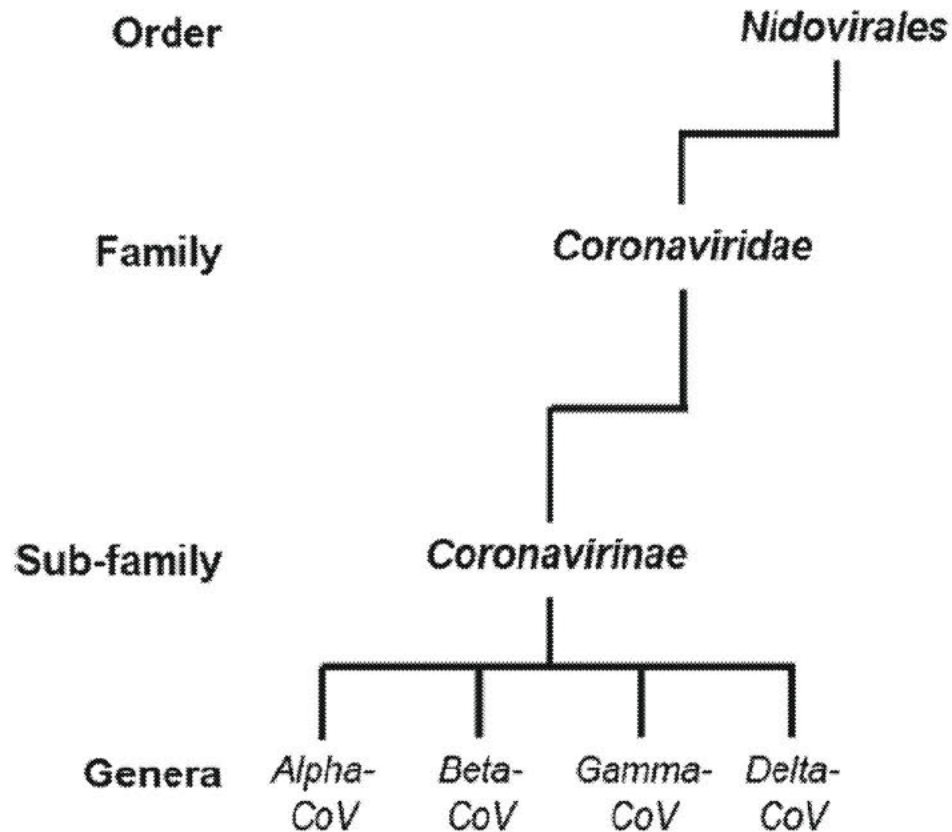 Order Nidovirales
Family Coronaviridae
Sub-family Coronavirinae
Genera Alpha- Beta- Gamma- Delta-
CoV CoV CoV CoV